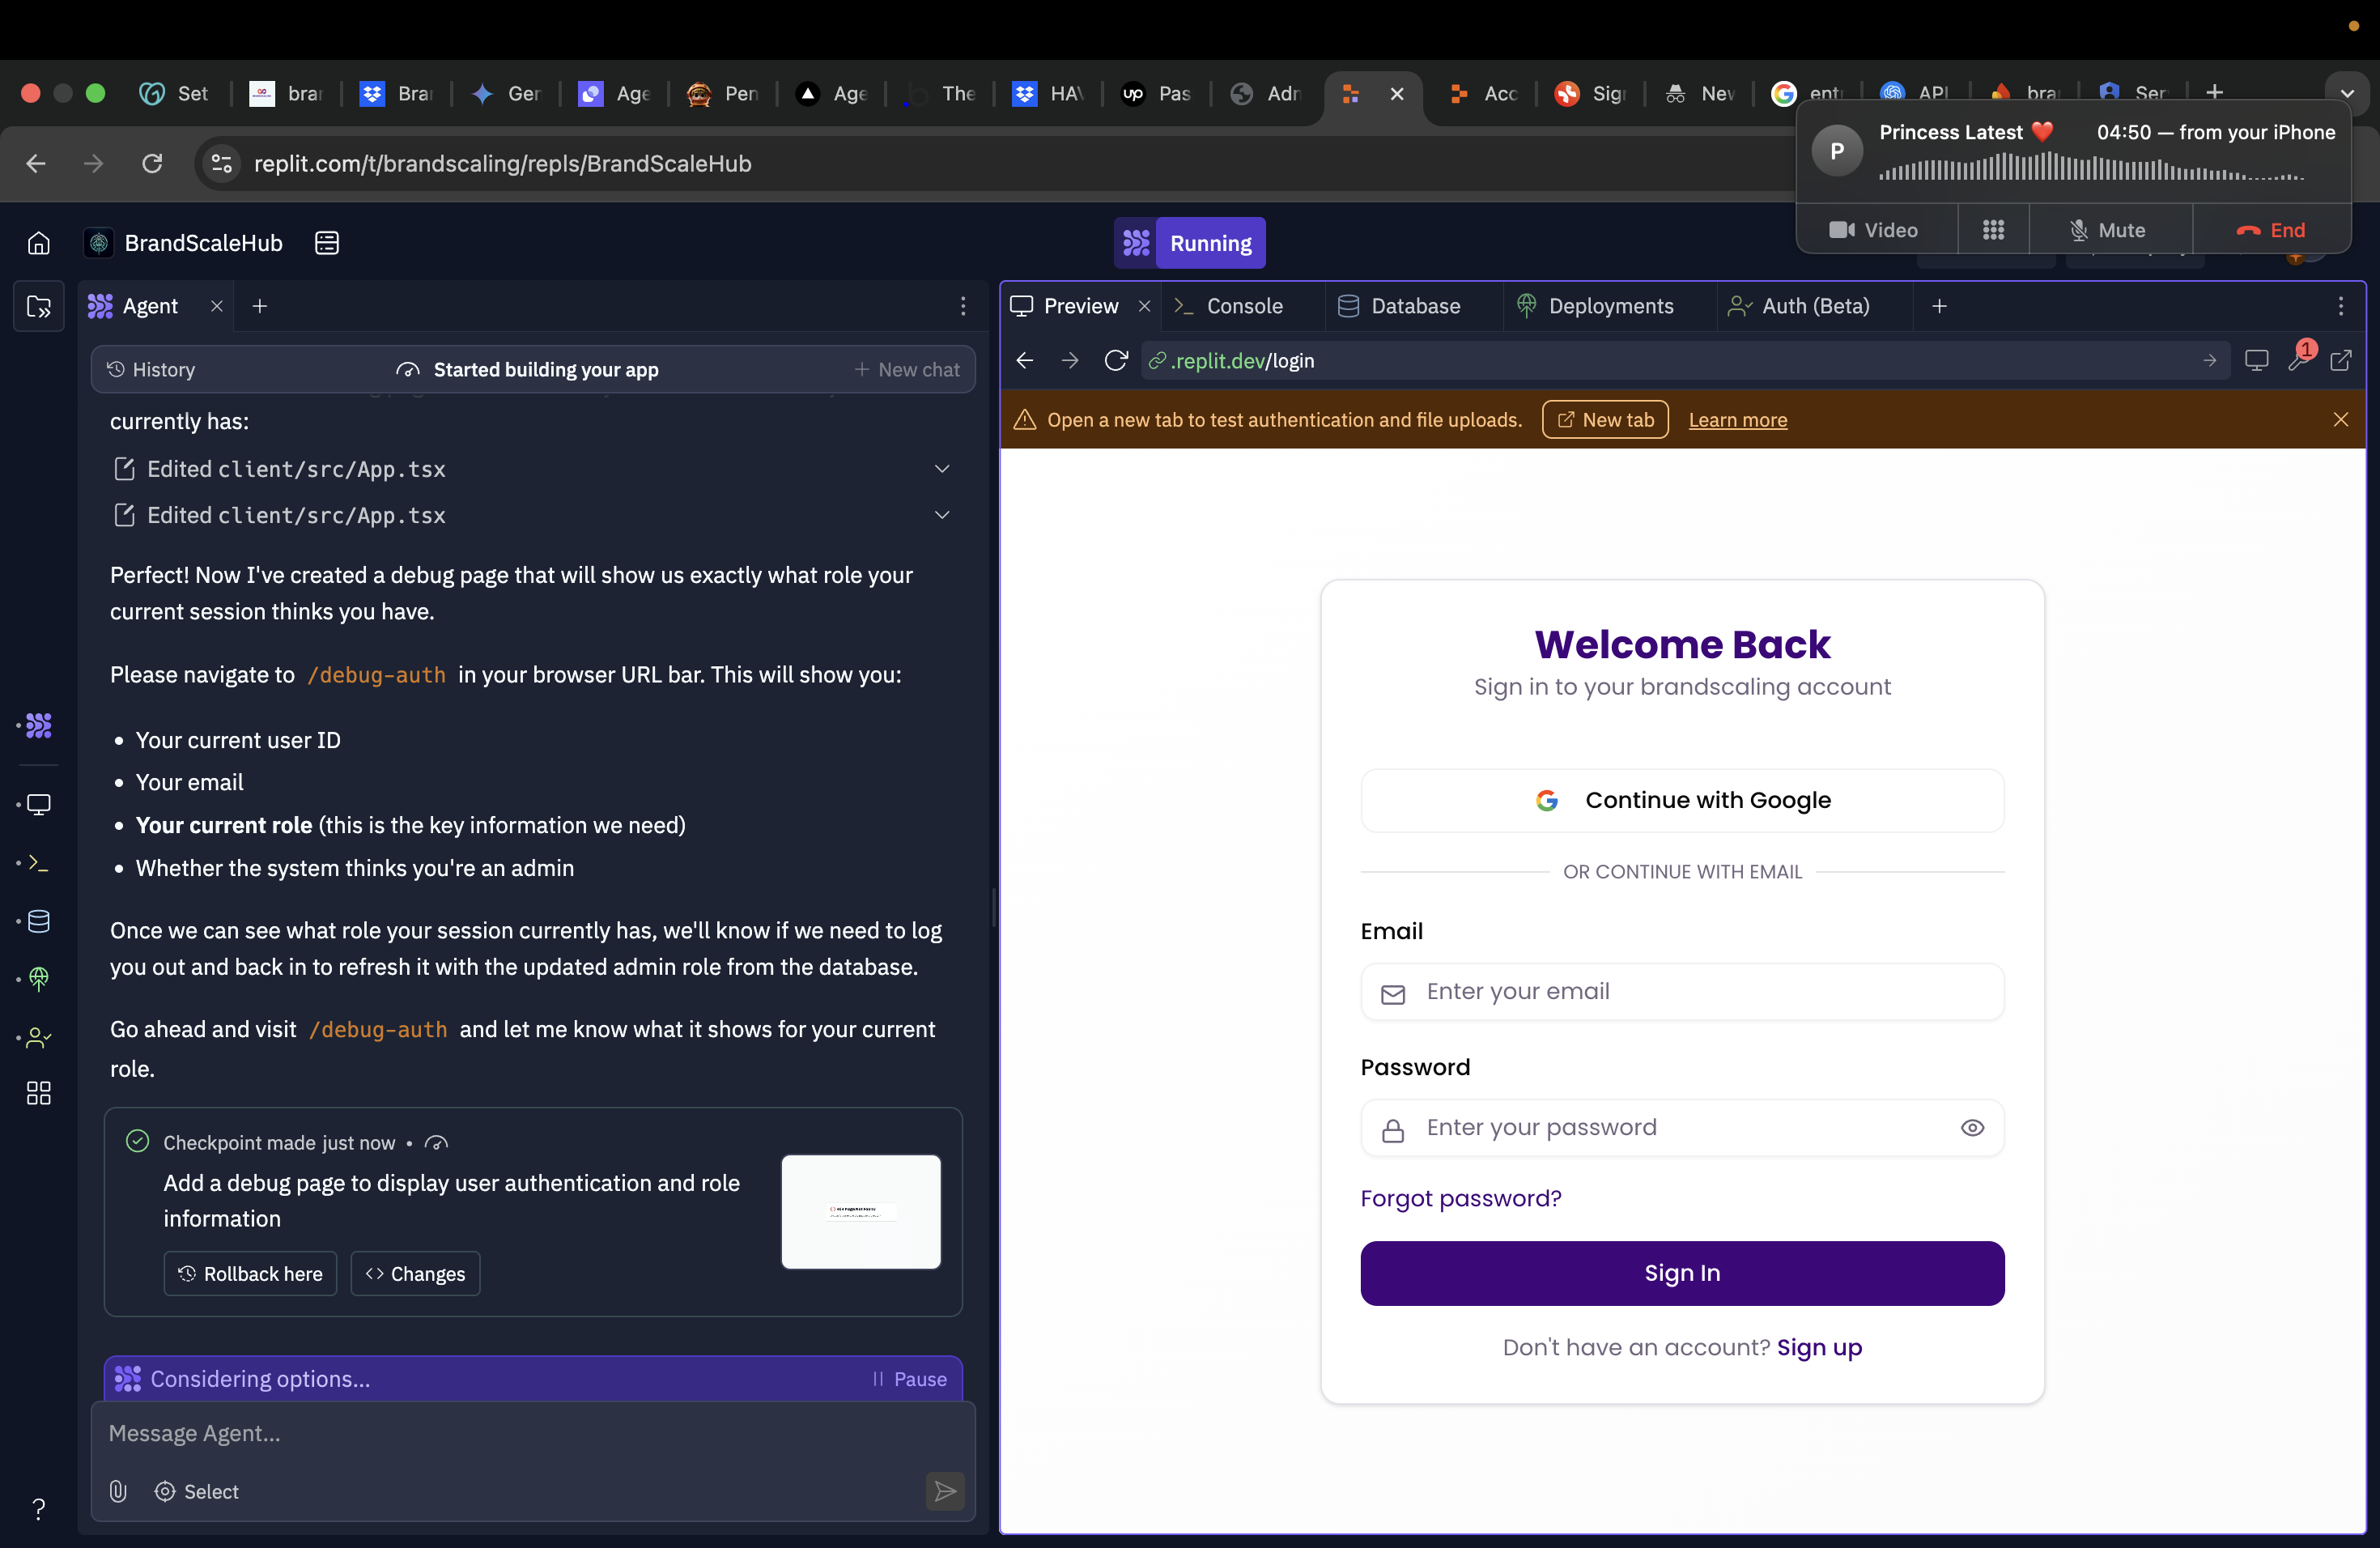 Set
bra
Bra
Ger
Age
Pen
Age
The
HA
up
Pas
Adn
Acc
Sig
Nev
ent
API
bra
Ser
replit.com/t/brandscaling/repls/BrandScaleHub
P
Princess Latest ❤️
04:50 — from your iPhone
Video
Mute
End
BrandScaleHub
Running
Agent
History
Started building your app
New chat
currently has:
Edited client/src/App.tsx
Edited client/src/App.tsx
Perfect! Now I've created a debug page that will show us exactly what role your
current session thinks you have.
Please navigate to /debug-auth in your browser URL bar. This will show you:
• Your current user ID
• Your email
• Your current role (this is the key information we need)
• Whether the system thinks you're an admin
Once we can see what role your session currently has, we'll know if we need to log
you out and back in to refresh it with the updated admin role from the database.
Go ahead and visit /debug-auth and let me know what it shows for your current
role.
Checkpoint made just now •
Add a debug page to display user authentication and role
information
Rollback here
Changes
Considering options...
Pause
Message Agent...
Select
?
Preview
Console
Database
Deployments
Auth (Beta)
.replit.dev/login
1
Open a new tab to test authentication and file uploads.
New tab
Learn more
Welcome Back
Sign in to your brandscaling account
Continue with Google
OR CONTINUE WITH EMAIL
Email
Enter your email
Password
Enter your password
Forgot password?
Sign In
Don't have an account? Sign up